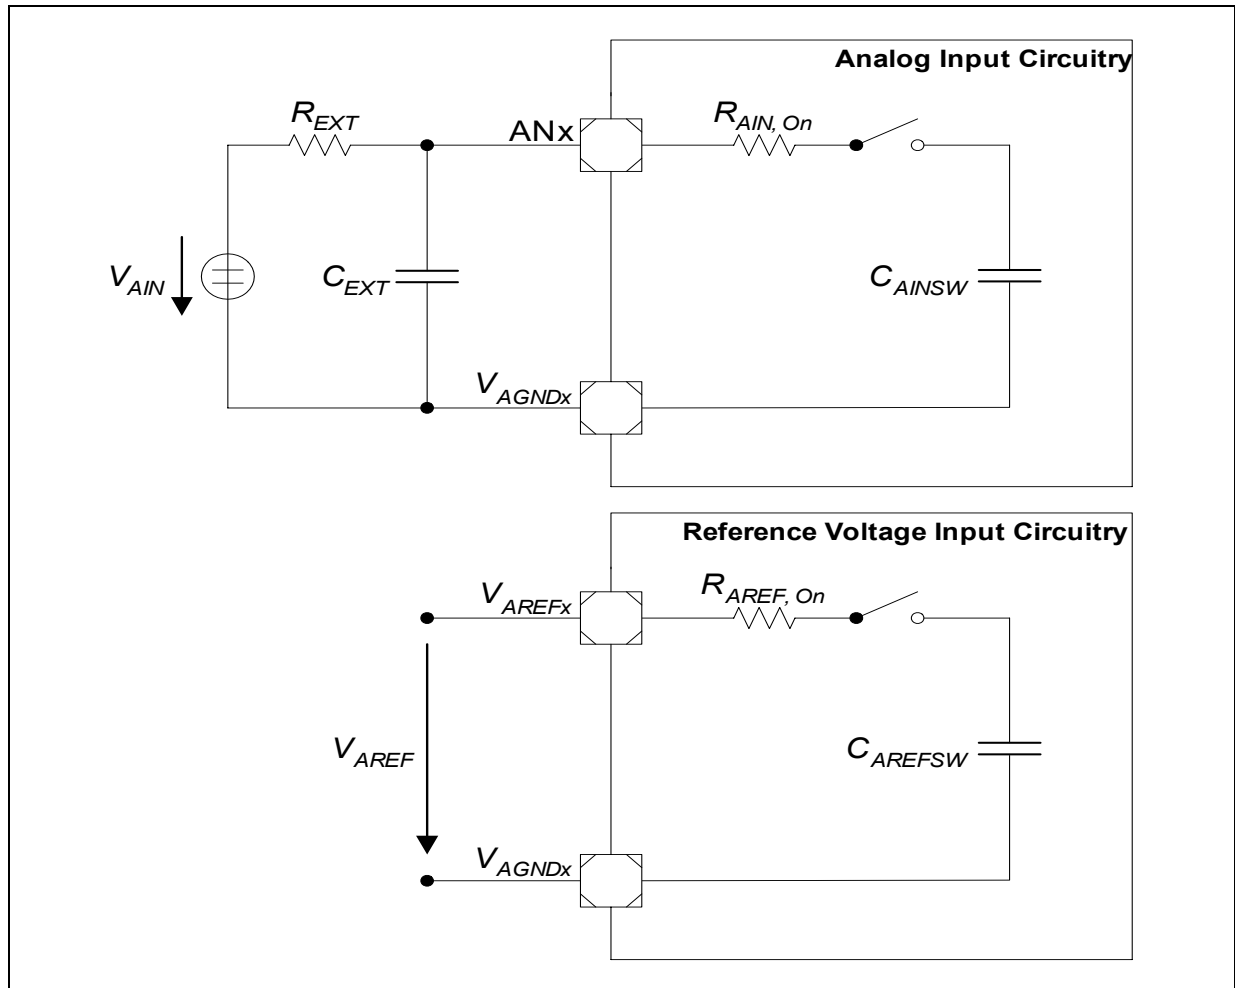 Analog Input Circuitry
R_EXT
ANx
R_AIN, On
V_AIN
C_EXT
C_AINSW
V_AGNDx
Reference Voltage Input Circuitry
V_AREFx
R_AREF, On
V_AREF
C_AREFSW
V_AGNDx